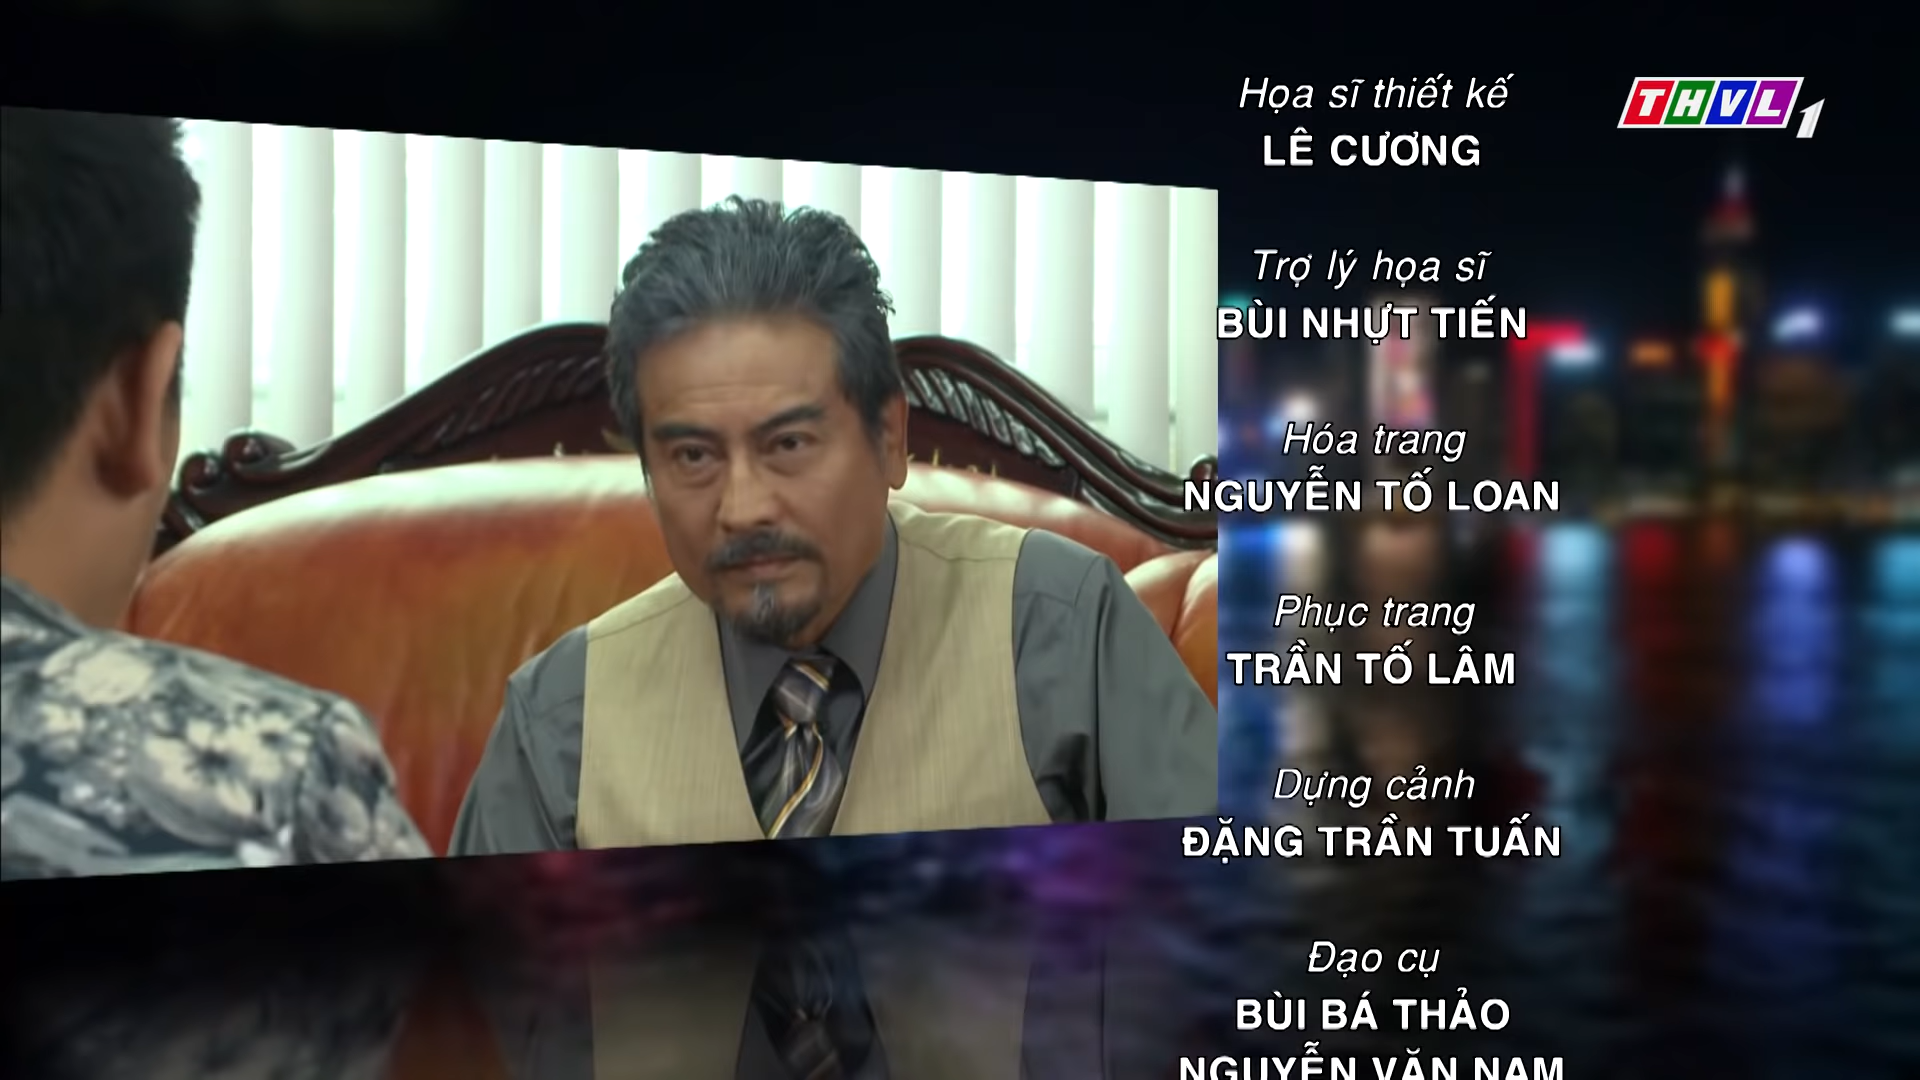 Họa sĩ thiết kế
LÊ CƯƠNG
THVL1
Trợ lý họa sĩ
BÙI NHỰT TIẾN
Hóa trang
NGUYỄN TỐ LOAN
Phục trang
TRẦN TỐ LÂM
Dựng cảnh
ĐẶNG TRẦN TUẤN
Đạo cụ
BÙI BÁ THẢO
NGUYỄN VĂN NAM